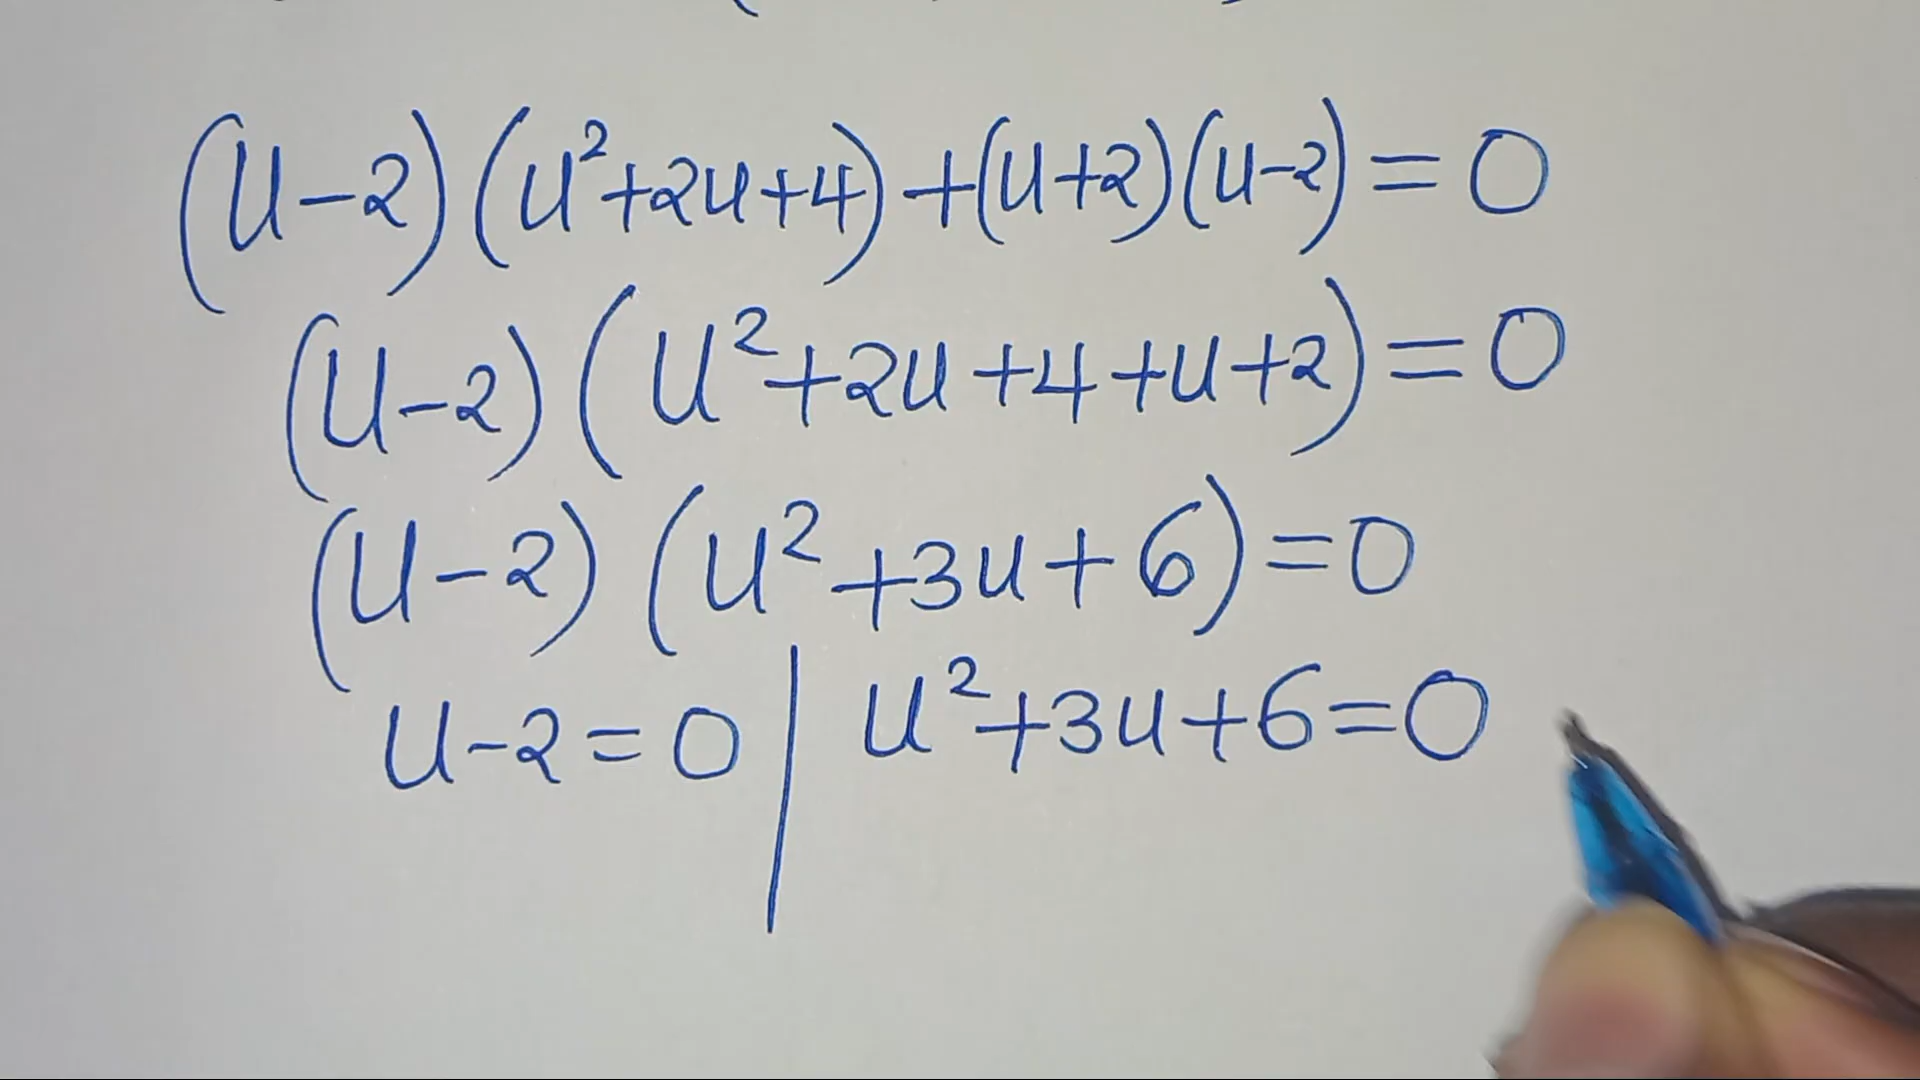 (u-2)(u²+2u+4)+(u+2)(u-2)=0
(u-2)(u²+2u+4+u+2)=0
(u-2)(u²+3u+6)=0
u-2=0 | u²+3u+6=0